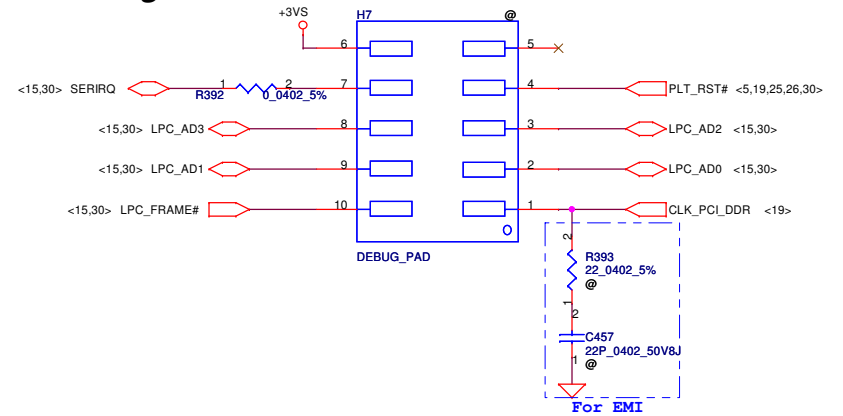 +3VS
H7
@
6
5
<15,30> SERIRQ
1
2
R392
0_0402_5%
7
4
PLT_RST# <5,19,25,26,30>
<15,30> LPC_AD3
8
3
LPC_AD2 <15,30>
<15,30> LPC_AD1
9
2
LPC_AD0 <15,30>
<15,30> LPC_FRAME#
10
1
CLK_PCI_DDR <19>
DEBUG_PAD
2
R393
22_0402_5%
@
1
2
C457
22P_0402_50V8J
1
@
For EMI